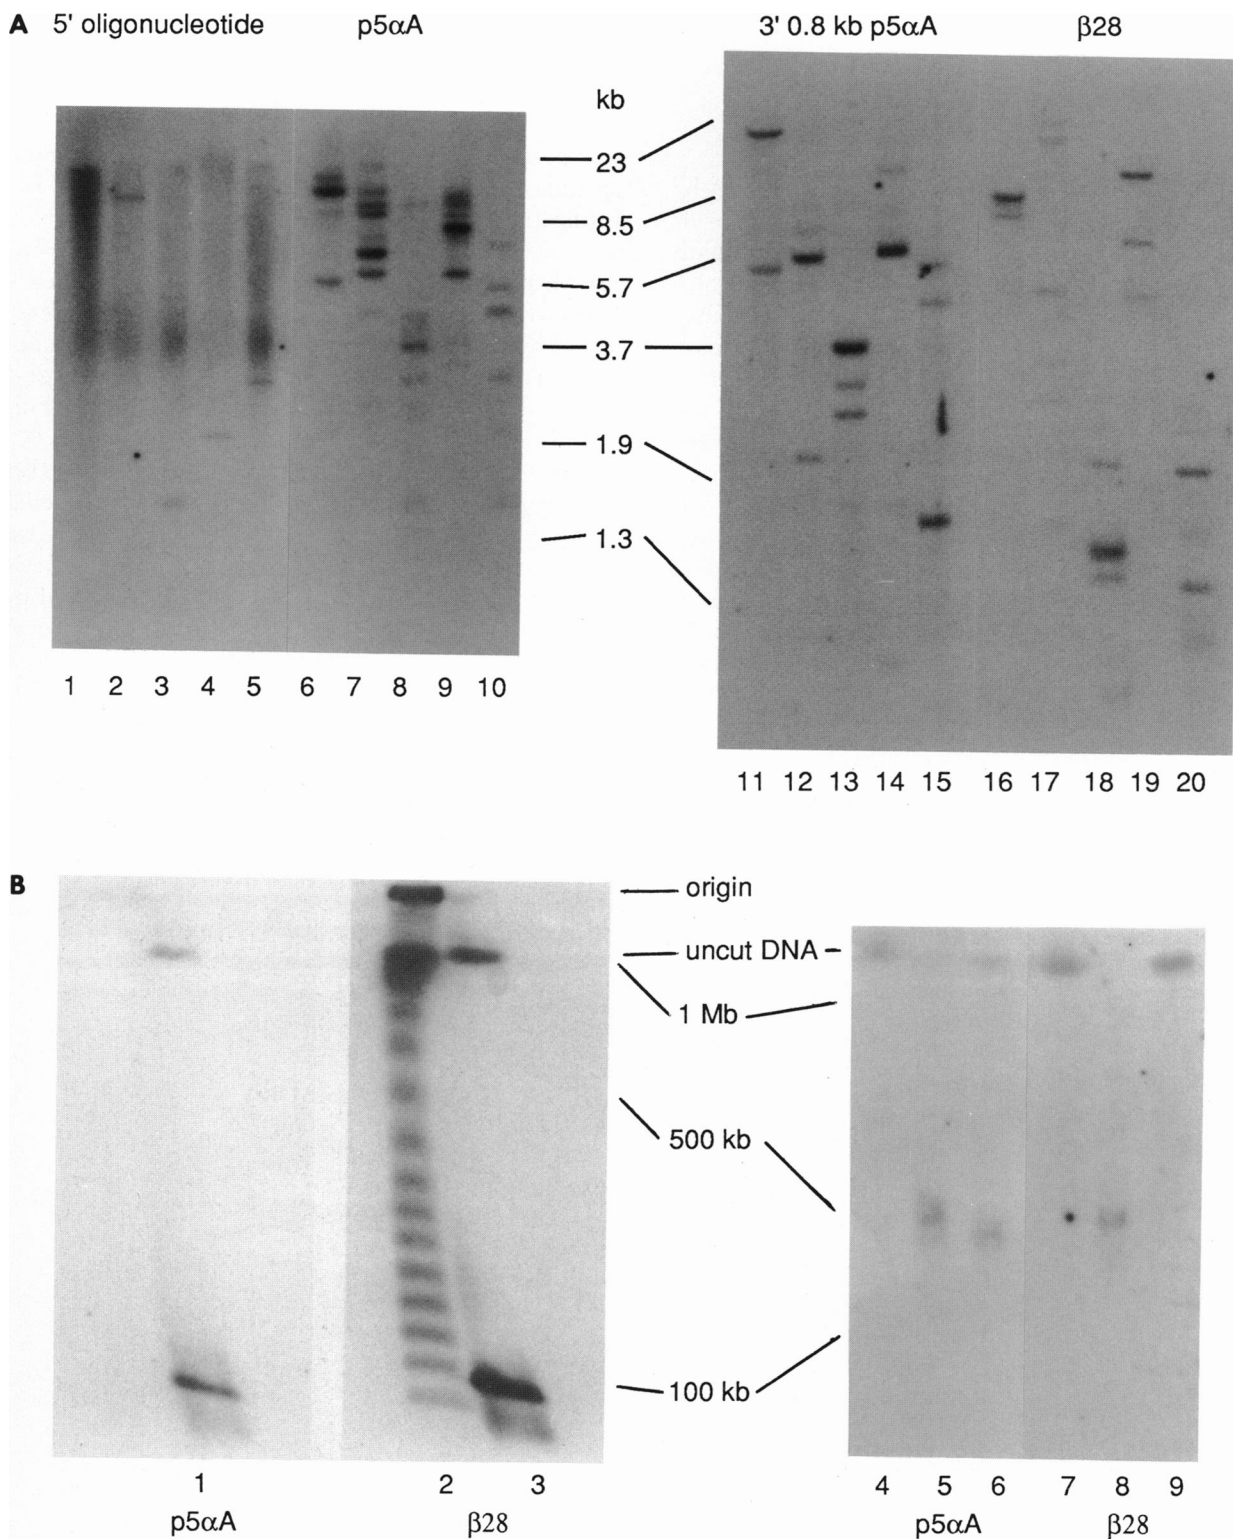 A 5' oligonucleotide p5αA 3' 0.8 kb p5αA β28
kb
23
8.5
5.7
3.7
1.9
1.3
1 2 3 4 5 6 7 8 9 10
11 12 13 14 15 16 17 18 19 20
B
origin
uncut DNA
1 Mb
500 kb
100 kb
1 2 3 4 5 6 7 8 9
p5αA β28 p5αA β28